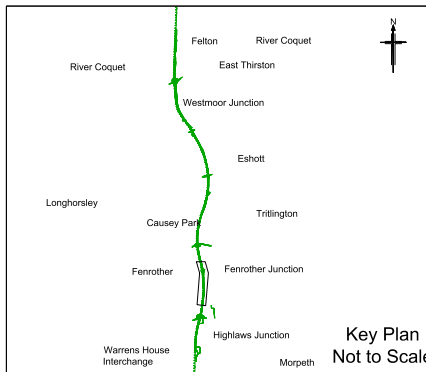 N
Felton
River Coquet
River Coquet
East Thirston
Westmoor Junction
Eshott
Longhorsley
Tritlington
Causey Park
Fenrother
Fenrother Junction
Highlaws Junction
Key Plan
Not to Scale
Warrens House
Interchange
Morpeth